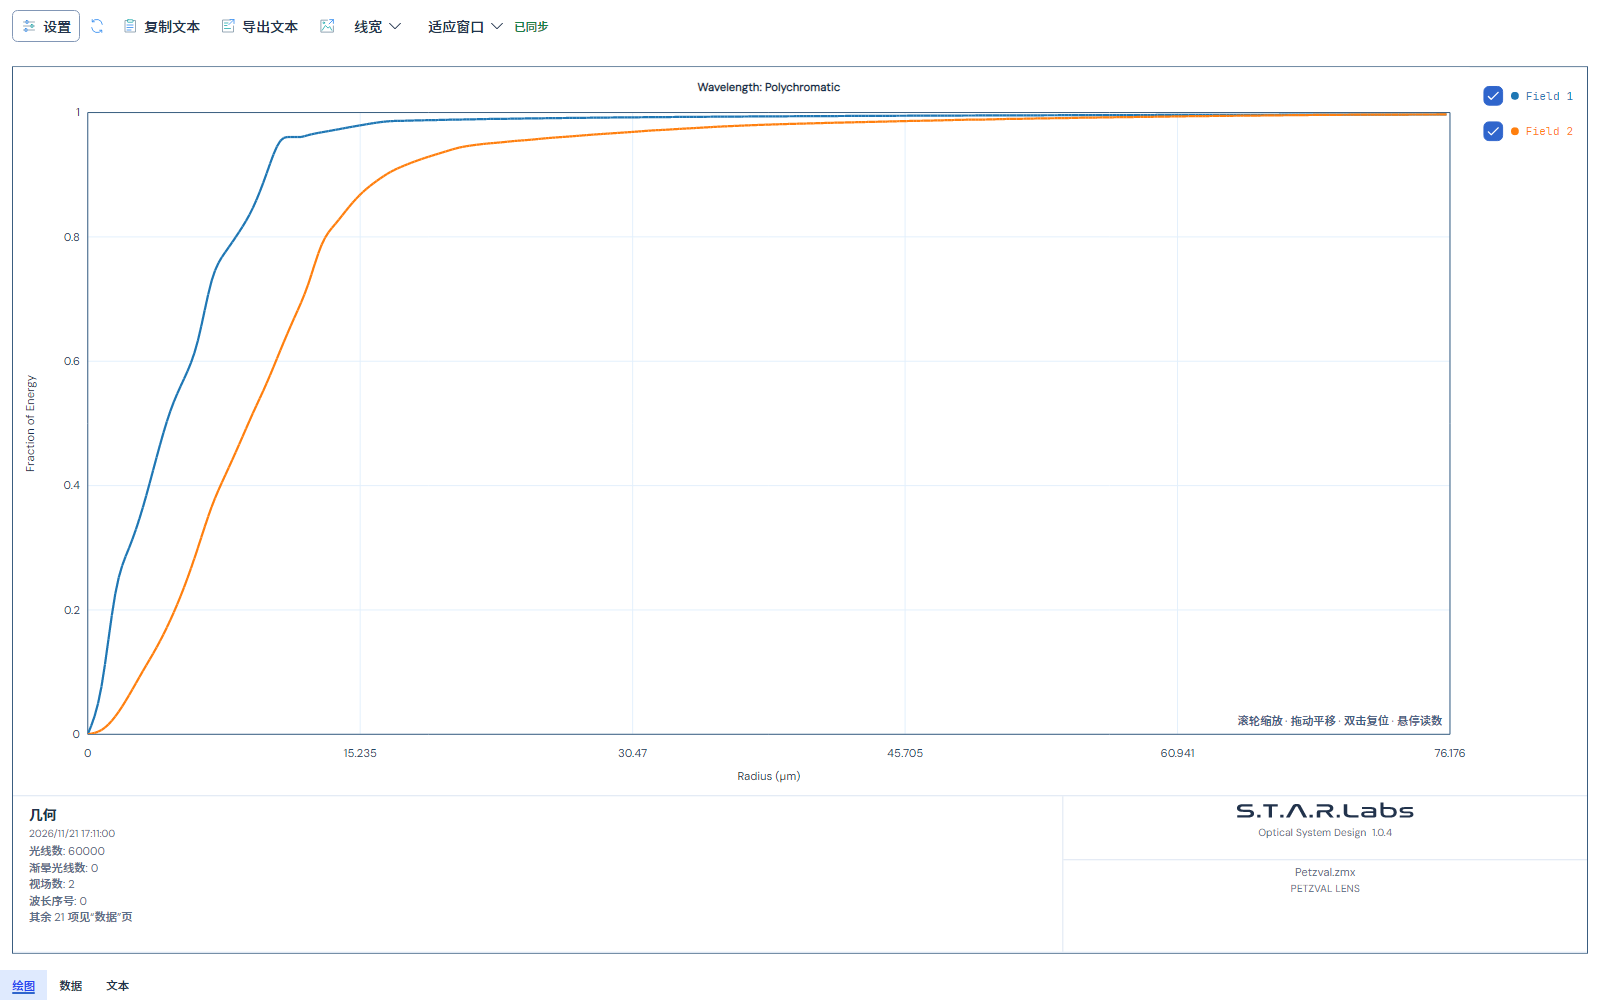 设置 复制文本 导出文本 线宽 适应窗口 已同步
Wavelength: Polychromatic
Field 1
Field 2
1
0.8
0.6
0.4
0.2
0
Fraction of Energy
滚轮缩放 · 拖动平移 · 双击复位 · 悬停读数
0 15.235 30.47 45.705 60.941 76.176
Radius (μm)
几何
2026/11/21 17:11:00
光线数: 60000
渐晕光线数: 0
视场数: 2
波长序号: 0
其余 21 项见“数据”页
S.T.A.R.Labs
Optical System Design 1.0.4
Petzval.zmx
PETZVAL LENS
绘图 数据 文本